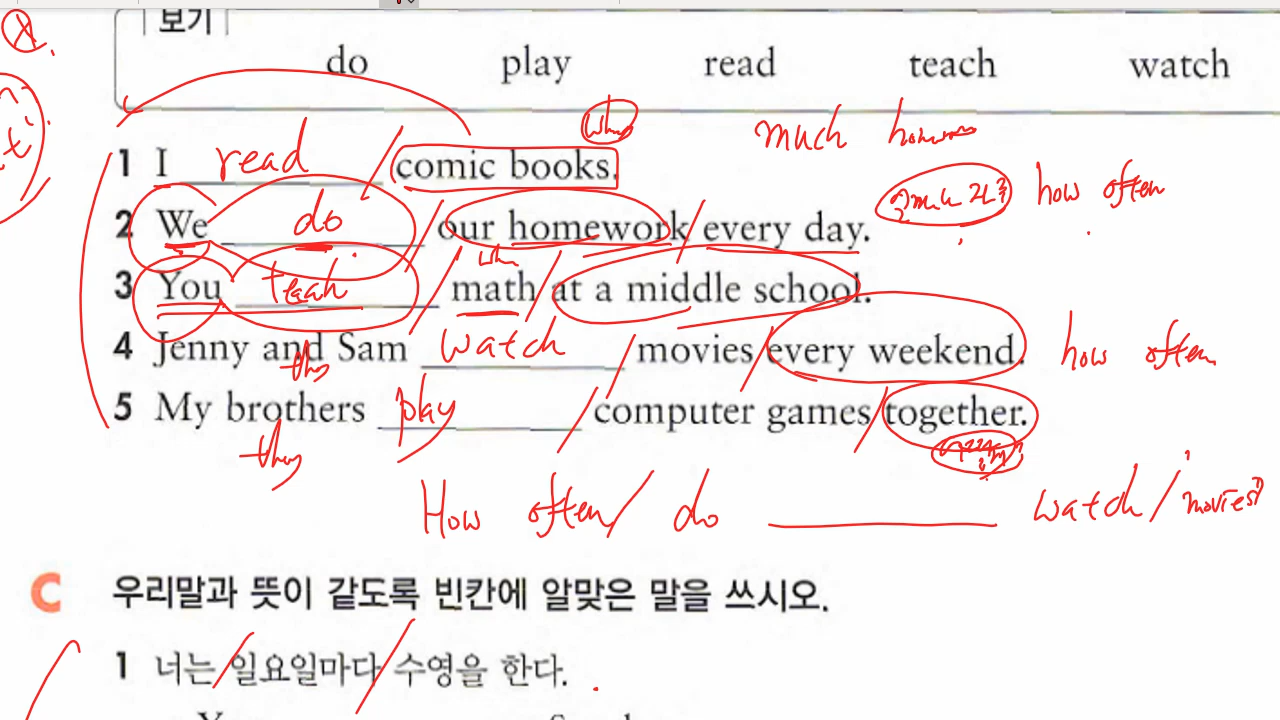 보기
do play read teach watch
much
1 I read comic books.
2 We do our homework every day. how often
3 You teach math at a middle school.
4 Jenny and Sam watch movies every weekend. how often
they
5 My brothers play computer games together.
they
How often do watch movies?
C 우리말과 뜻이 같도록 빈칸에 알맞은 말을 쓰시오.
1 너는 일요일마다 수영을 한다.